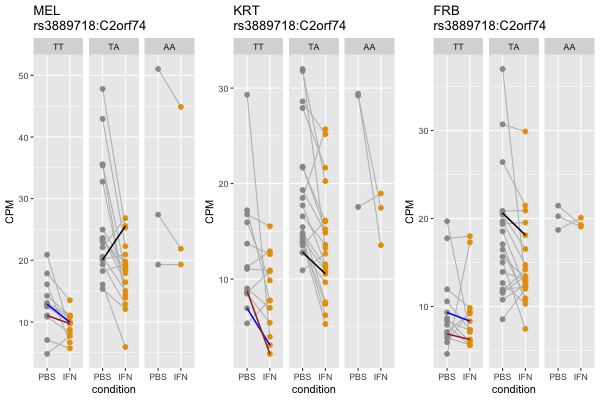 MEL
rs3889718:C2orf74
TT TA AA
CPM
50
40
30
20
10
PBS IFN PBS IFN PBS IFN
condition
KRT
rs3889718:C2orf74
TT TA AA
CPM
30
20
10
PBS IFN PBS IFN PBS IFN
condition
FRB
rs3889718:C2orf74
TT TA AA
CPM
30
20
10
PBS IFN PBS IFN PBS IFN
condition